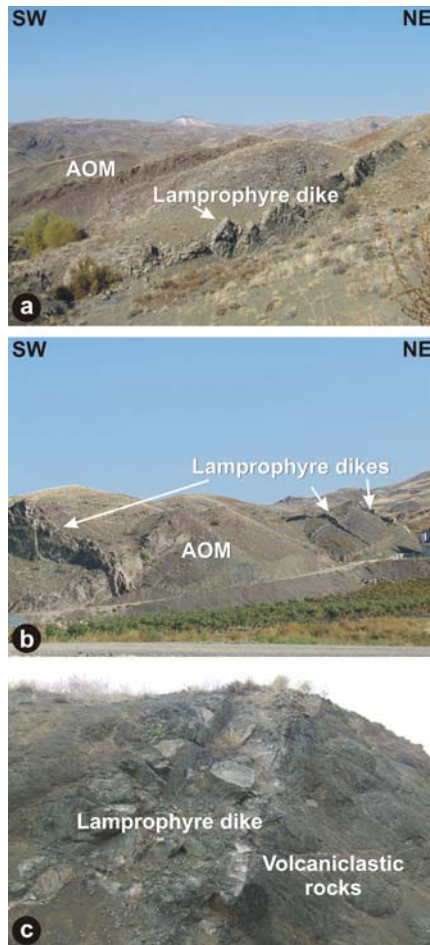 SW NE
AOM
Lamprophyre dike
a
SW NE
Lamprophyre dikes
AOM
b
Lamprophyre dike
Volcaniclastic
rocks
c